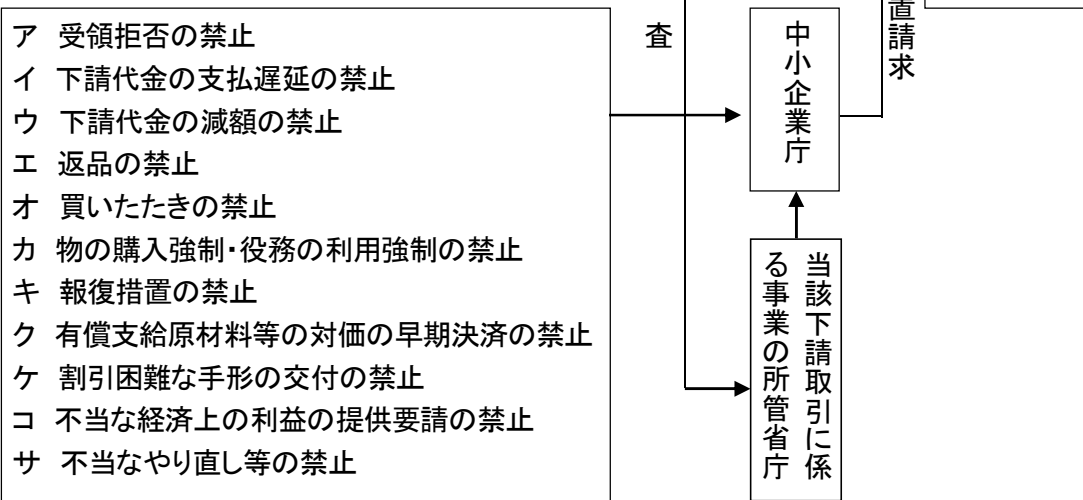 ア 受領拒否の禁止
イ 下請代金の支払遅延の禁止
ウ 下請代金の減額の禁止
エ 返品の禁止
オ 買いたたきの禁止
カ 物の購入強制・役務の利用強制の禁止
キ 報復措置の禁止
ク 有償支給原材料等の対価の早期決済の禁止
ケ 割引困難な手形の交付の禁止
コ 不当な経済上の利益の提供要請の禁止
サ 不当なやり直し等の禁止
査
中小企業庁
置請求
当該下請取引に係
る事業の所管省庁